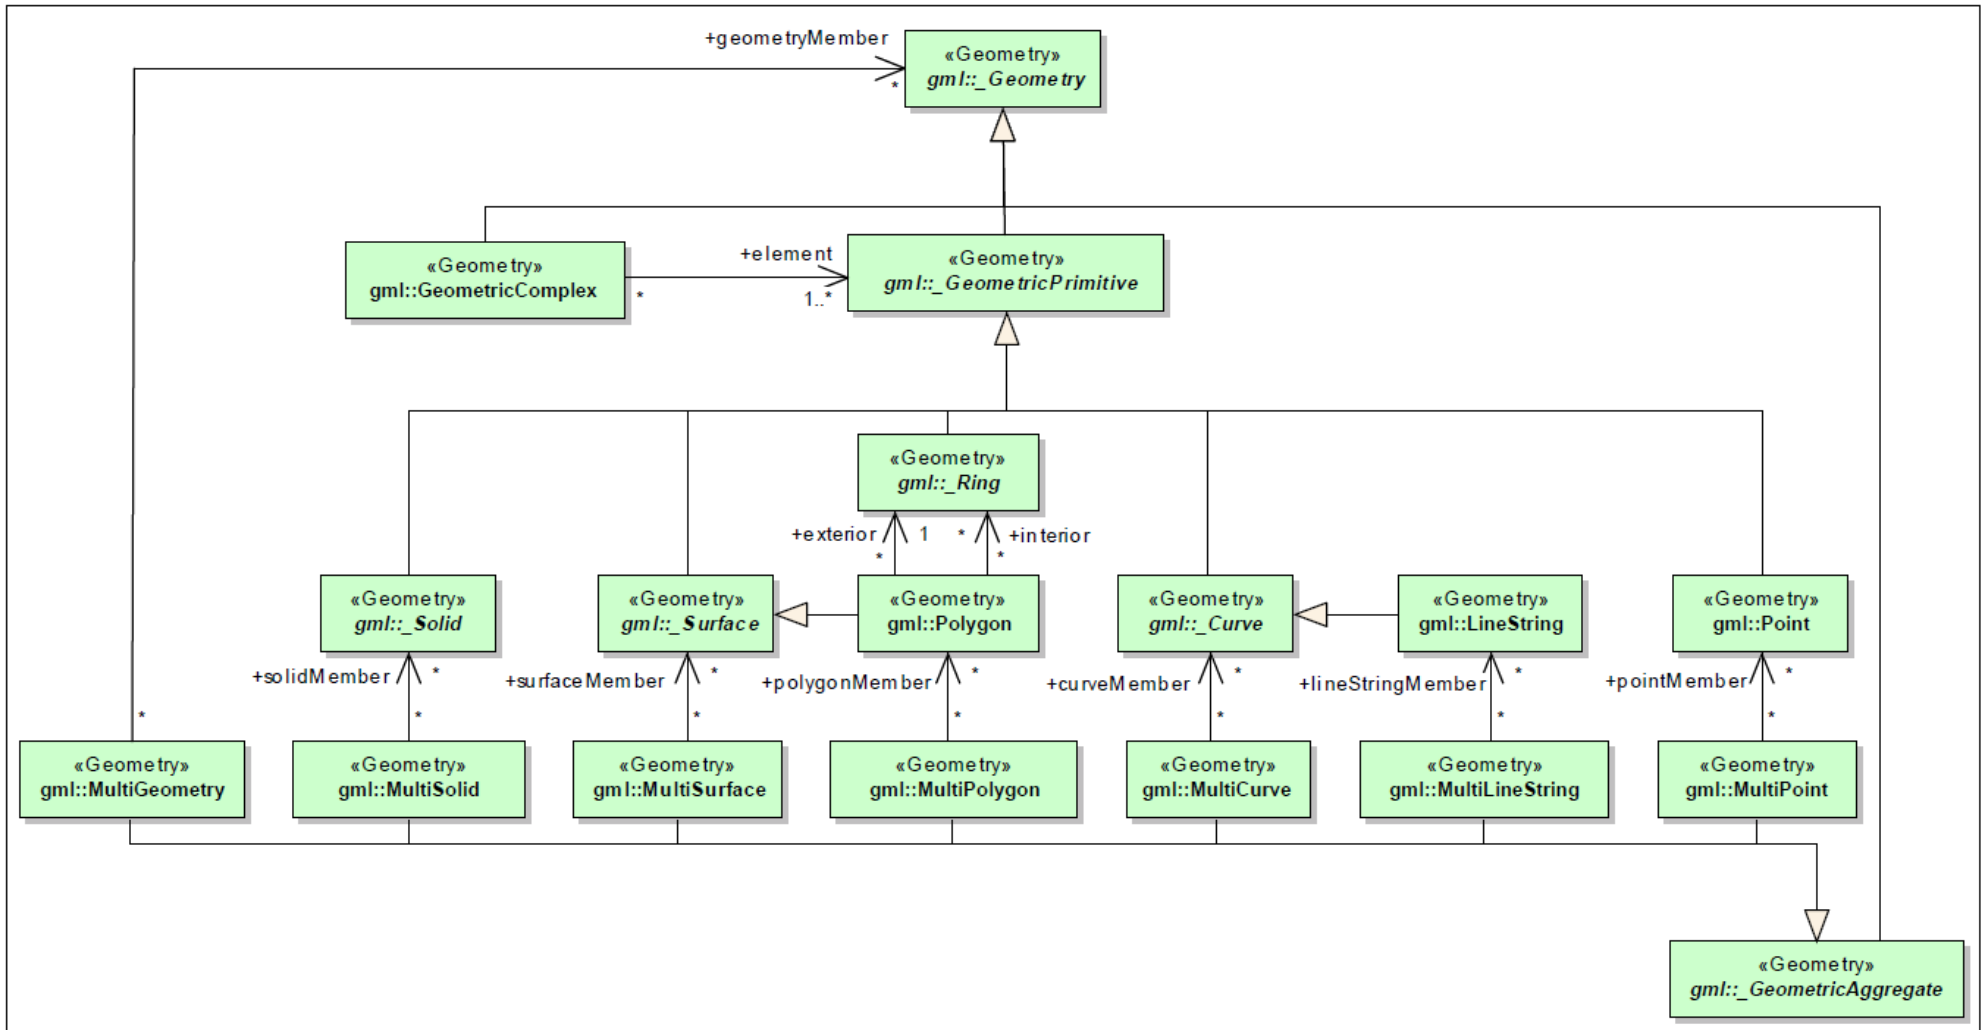 +geometryMember
*
«Geometry»
gml::_Geometry
«Geometry»
gml::GeometricComplex
*
+element
1..*
«Geometry»
gml::_GeometricPrimitive
«Geometry»
gml::_Ring
+exterior
1
*
*
+interior
*
«Geometry»
gml::_Solid
«Geometry»
gml::_Surface
«Geometry»
gml::Polygon
«Geometry»
gml::_Curve
«Geometry»
gml::LineString
«Geometry»
gml::Point
+solidMember
*
+surfaceMember
*
+polygonMember
*
+curveMember
*
+lineStringMember
*
+pointMember
*
*
*
*
*
*
*
*
«Geometry»
gml::MultiGeometry
«Geometry»
gml::MultiSolid
«Geometry»
gml::MultiSurface
«Geometry»
gml::MultiPolygon
«Geometry»
gml::MultiCurve
«Geometry»
gml::MultiLineString
«Geometry»
gml::MultiPoint
«Geometry»
gml::_GeometricAggregate